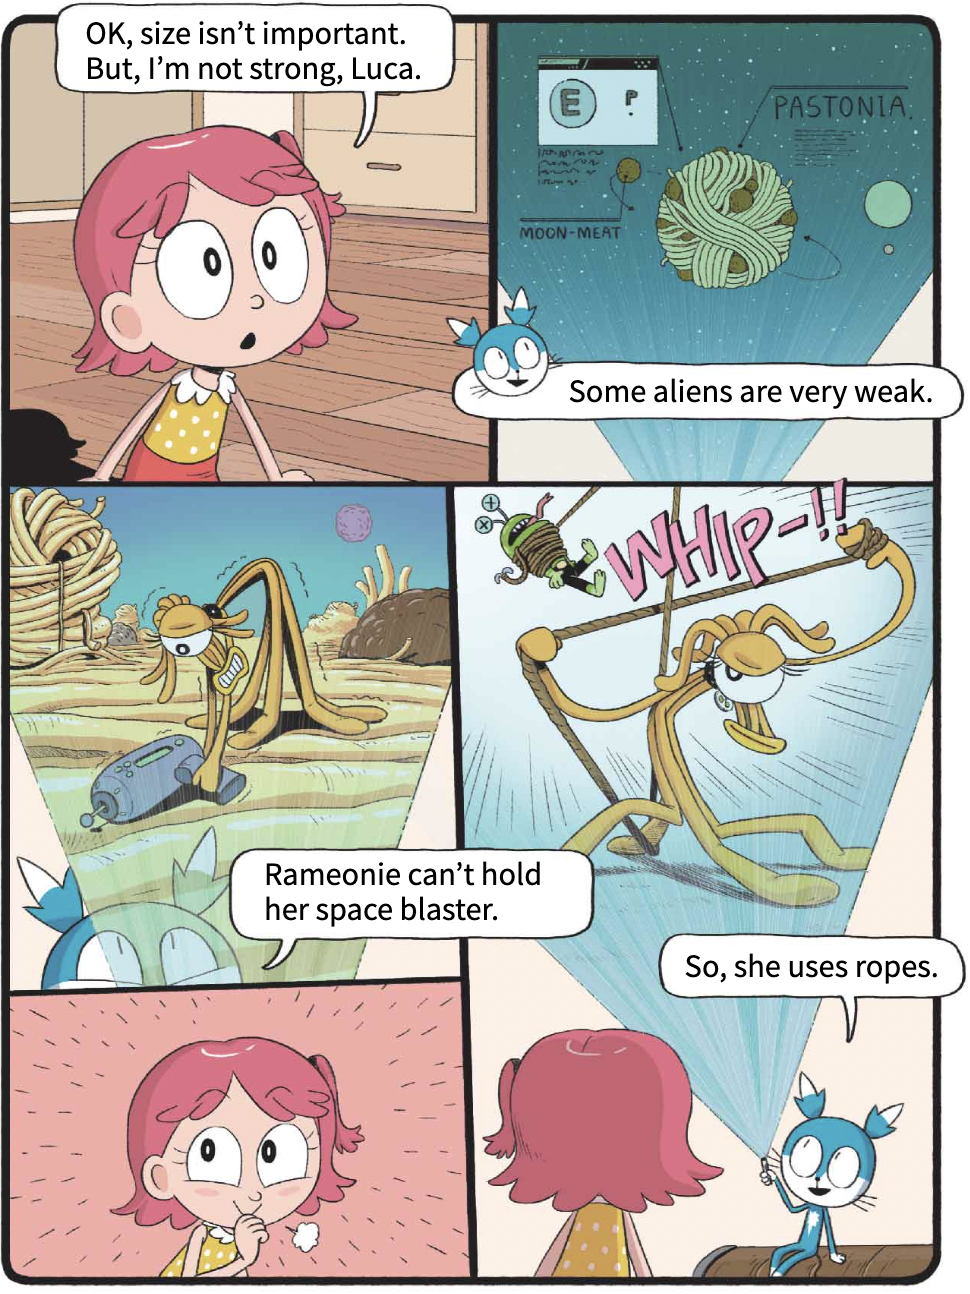 OK, size isn't important.
But, I'm not strong, Luca.
E ?
PASTONIA.
MOON-MEAT
Some aliens are very weak.
WHIP-!!
Rameonie can't hold
her space blaster.
So, she uses ropes.